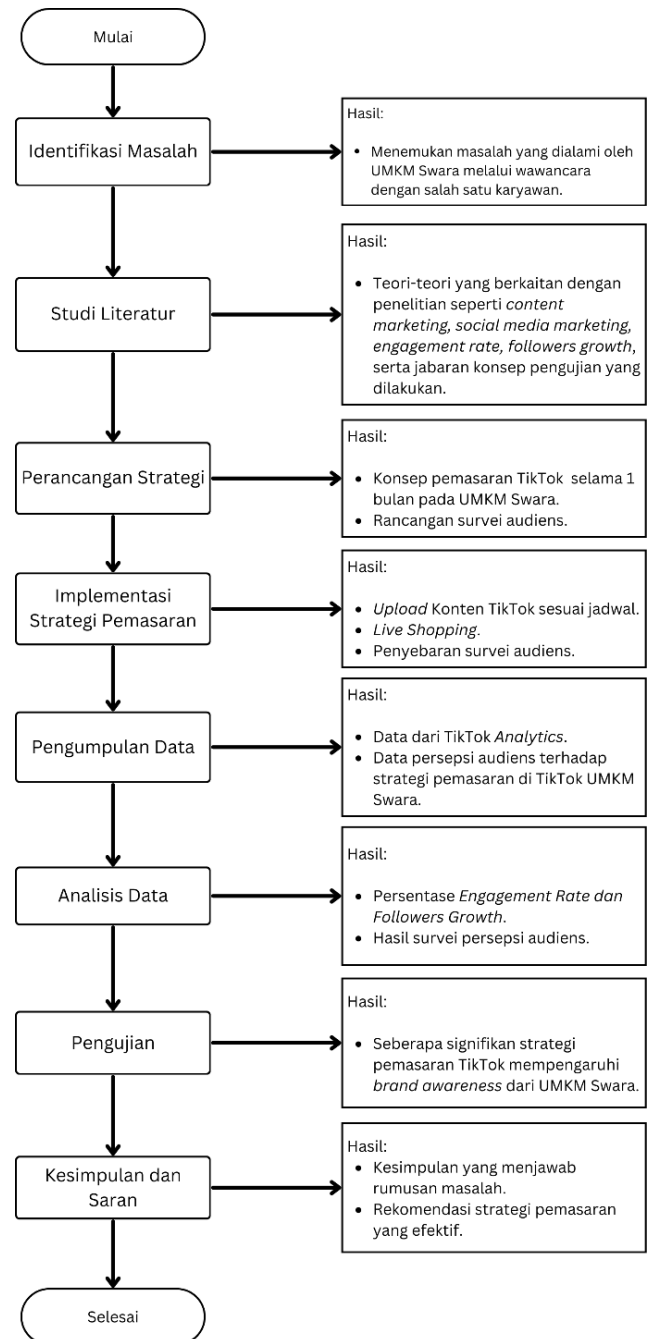 Mulai
Identifikasi Masalah
Hasil:
• Menemukan masalah yang dialami oleh
UMKM Swara melalui wawancara
dengan salah satu karyawan.
Studi Literatur
Hasil:
• Teori-teori yang berkaitan dengan
penelitian seperti content
marketing, social media marketing,
engagement rate, followers growth,
serta jabaran konsep pengujian yang
dilakukan.
Perancangan Strategi
Hasil:
• Konsep pemasaran TikTok selama 1
bulan pada UMKM Swara.
• Rancangan survei audiens.
Implementasi
Strategi Pemasaran
Hasil:
• Upload Konten TikTok sesuai jadwal.
• Live Shopping.
• Penyebaran survei audiens.
Pengumpulan Data
Hasil:
• Data dari TikTok Analytics.
• Data persepsi audiens terhadap
strategi pemasaran di TikTok UMKM
Swara.
Analisis Data
Hasil:
• Persentase Engagement Rate dan
Followers Growth.
• Hasil survei persepsi audiens.
Pengujian
Hasil:
• Seberapa signifikan strategi
pemasaran TikTok mempengaruhi
brand awareness dari UMKM Swara.
Kesimpulan dan
Saran
Hasil:
• Kesimpulan yang menjawab
rumusan masalah.
• Rekomendasi strategi pemasaran
yang efektif.
Selesai